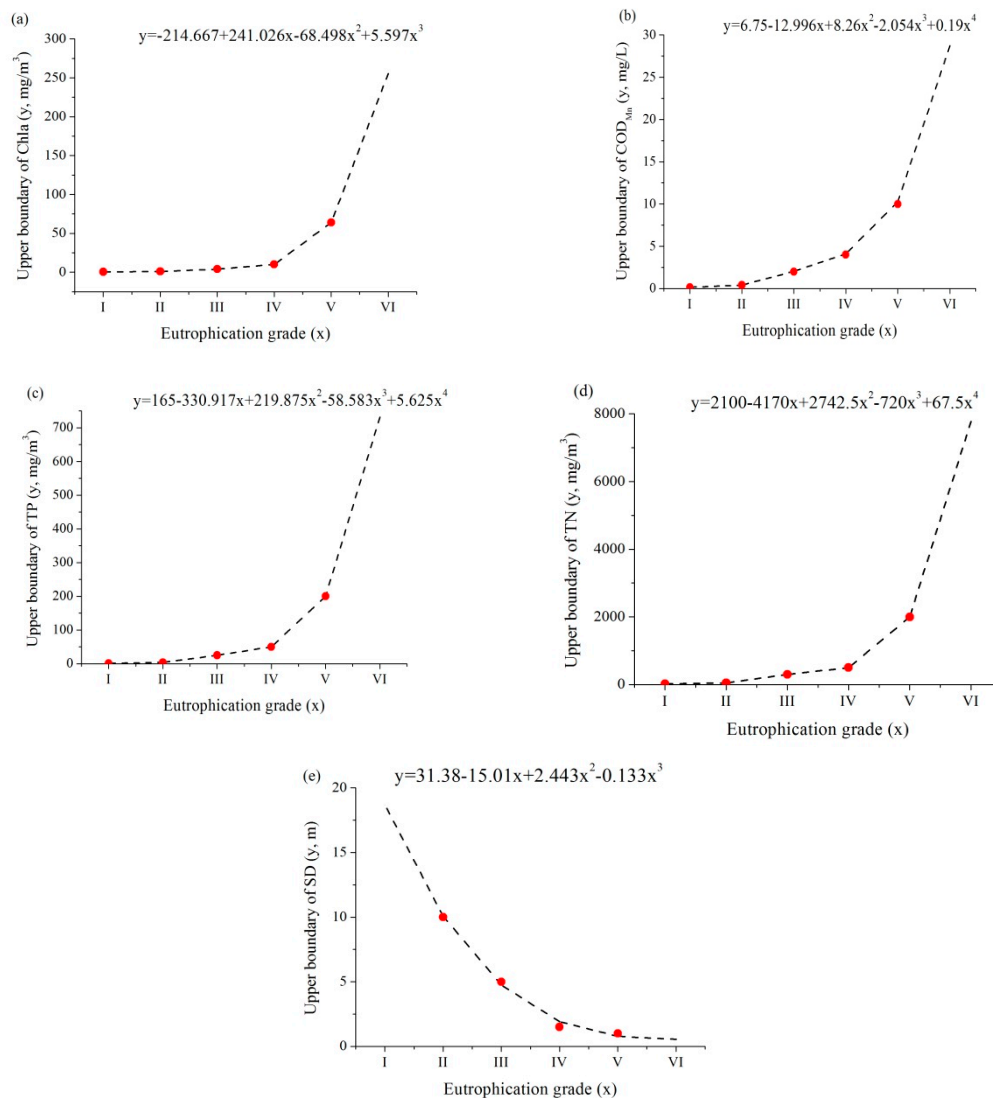 (a)
y=-214.667+241.026x-68.498x²+5.597x³
Upper boundary of Chla (y, mg/m³)
300
250
200
150
100
50
0
I II III IV V VI
Eutrophication grade (x)
(b)
y=6.75-12.996x+8.26x²-2.054x³+0.19x⁴
Upper boundary of COD_Mn (y, mg/L)
30
25
20
15
10
5
0
I II III IV V VI
Eutrophication grade (x)
(c)
y=165-330.917x+219.875x²-58.583x³+5.625x⁴
Upper boundary of TP (y, mg/m³)
700
600
500
400
300
200
100
0
I II III IV V VI
Eutrophication grade (x)
(d)
y=2100-4170x+2742.5x²-720x³+67.5x⁴
Upper boundary of TN (y, mg/m³)
8000
6000
4000
2000
0
I II III IV V VI
Eutrophication grade (x)
(e)
y=31.38-15.01x+2.443x²-0.133x³
Upper boundary of SD (y, m)
20
15
10
5
0
I II III IV V VI
Eutrophication grade (x)